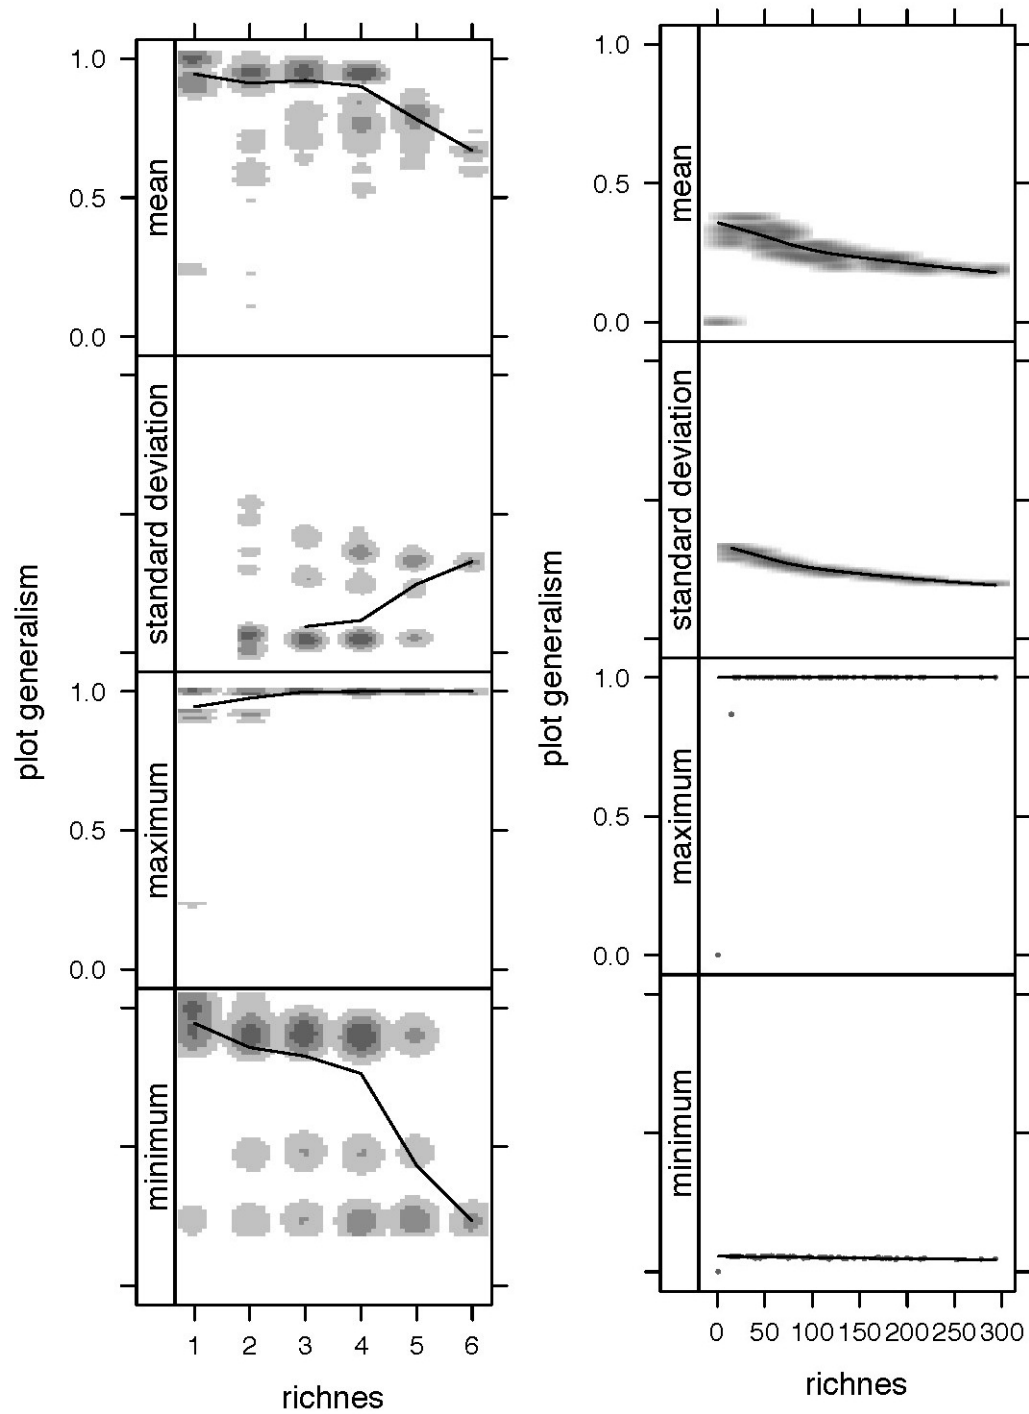 1.0
0.5
0.0
mean
standard deviation
1.0
0.5
0.0
maximum
minimum
plot generalism
1 2 3 4 5 6
richnes
1.0
0.5
0.0
mean
standard deviation
1.0
0.5
0.0
maximum
minimum
plot generalism
0 50 100 150 200 250 300
richnes